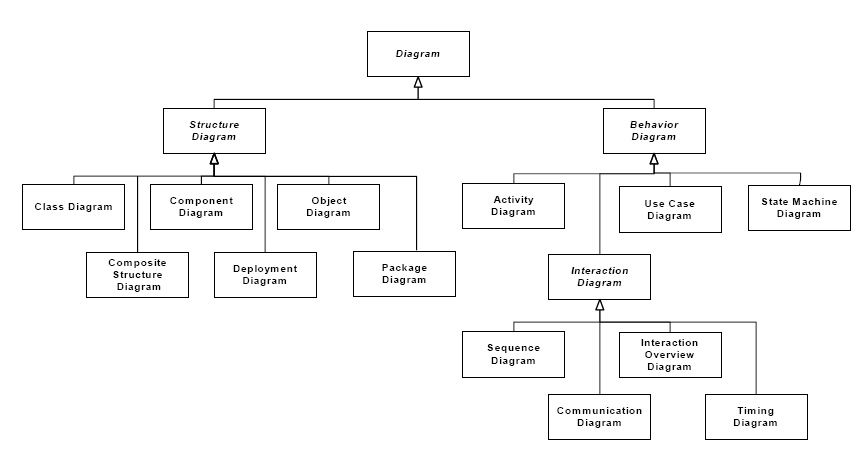 Diagram
Structure
Diagram
Behavior
Diagram
Class Diagram
Component
Diagram
Object
Diagram
Activity
Diagram
Use Case
Diagram
State Machine
Diagram
Composite
Structure
Diagram
Deployment
Diagram
Package
Diagram
Interaction
Diagram
Sequence
Diagram
Interaction
Overview
Diagram
Communication
Diagram
Timing
Diagram